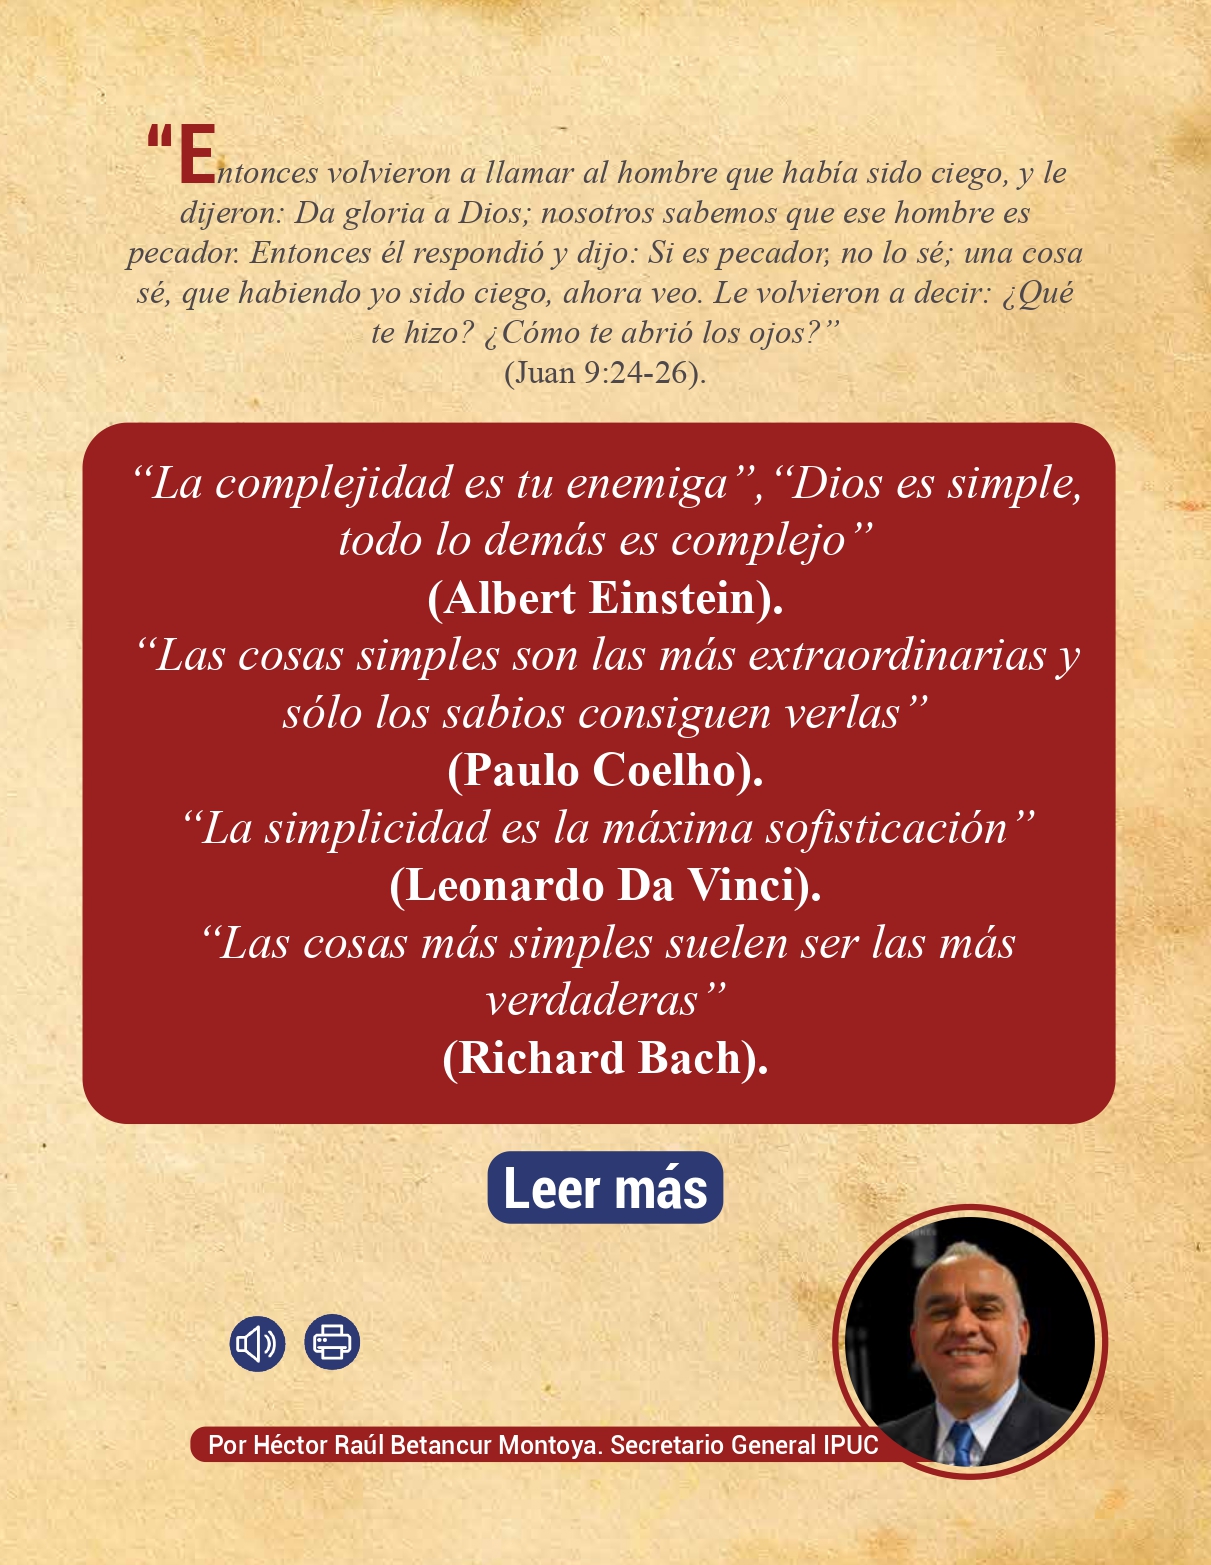 “Entonces volvieron a llamar al hombre que había sido ciego, y le
dijeron: Da gloria a Dios; nosotros sabemos que ese hombre es
pecador. Entonces él respondió y dijo: Si es pecador, no lo sé; una cosa
sé, que habiendo yo sido ciego, ahora veo. Le volvieron a decir: ¿Qué
te hizo? ¿Cómo te abrió los ojos?”
(Juan 9:24-26).
“La complejidad es tu enemiga”,“Dios es simple,
todo lo demás es complejo”
(Albert Einstein).
“Las cosas simples son las más extraordinarias y
sólo los sabios consiguen verlas”
(Paulo Coelho).
“La simplicidad es la máxima sofisticación”
(Leonardo Da Vinci).
“Las cosas más simples suelen ser las más
verdaderas”
(Richard Bach).
Leer más
Por Héctor Raúl Betancur Montoya. Secretario General IPUC